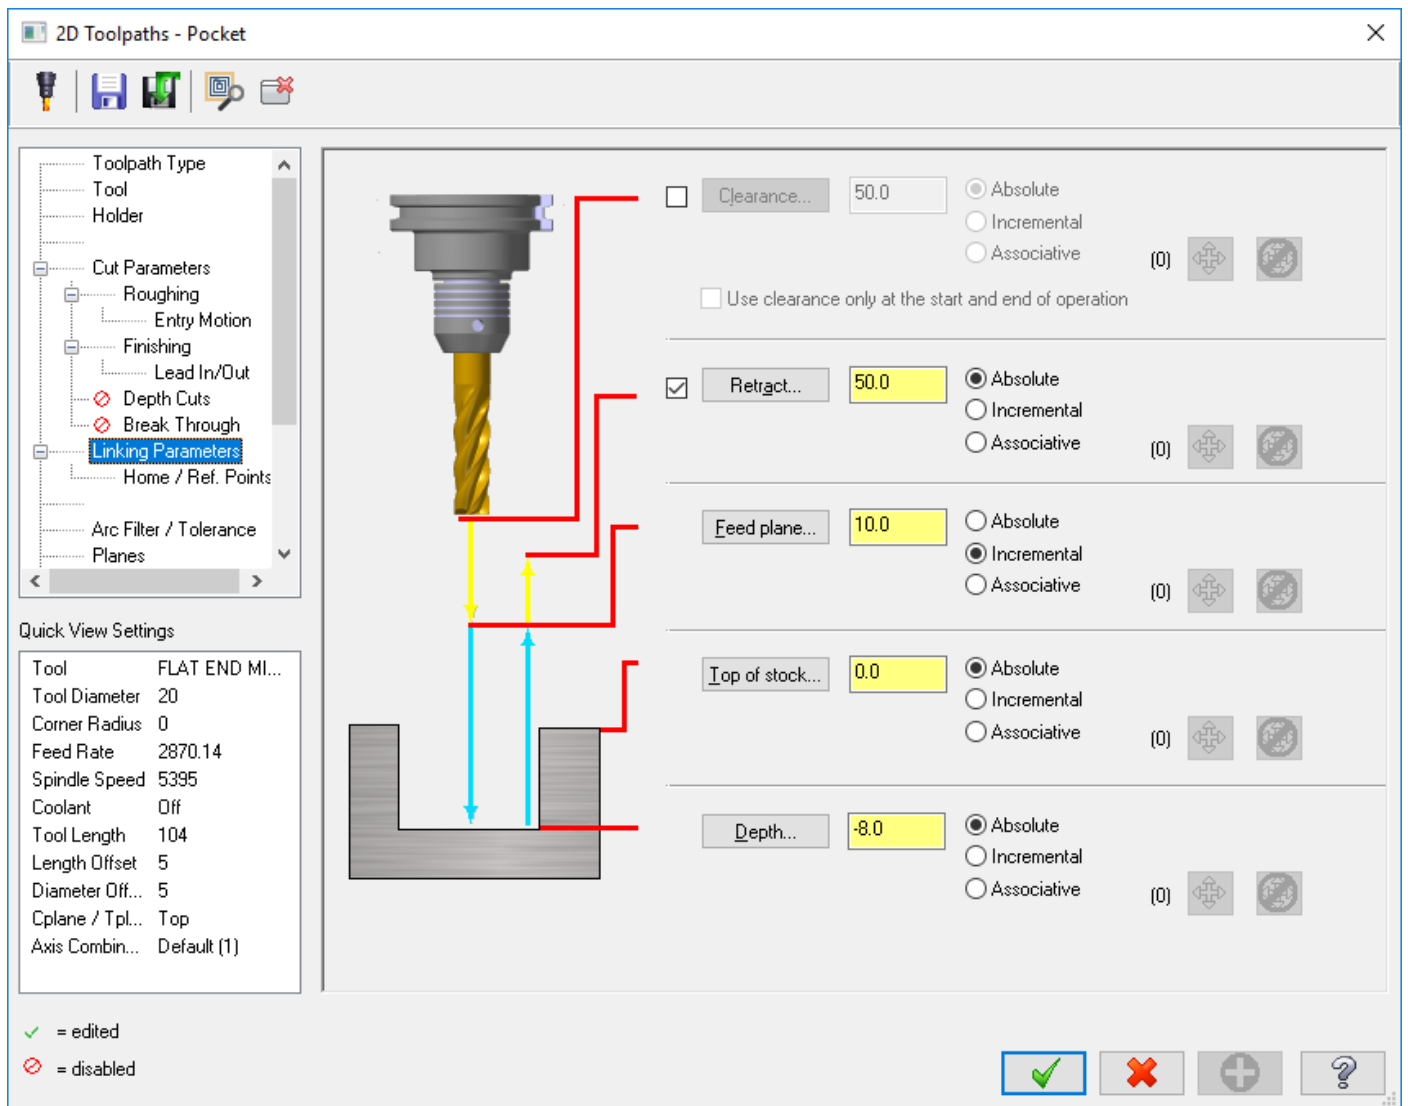 2D Toolpaths - Pocket
Toolpath Type
Tool
Holder
Cut Parameters
Roughing
Entry Motion
Finishing
Lead In/Out
Depth Cuts
Break Through
Linking Parameters
Home / Ref. Points
Arc Filter / Tolerance
Planes
Quick View Settings
Tool FLAT END MI...
Tool Diameter 20
Corner Radius 0
Feed Rate 2870.14
Spindle Speed 5395
Coolant Off
Tool Length 104
Length Offset 5
Diameter Off... 5
Cplane / Tpl... Top
Axis Combin... Default (1)
= edited
= disabled
Clearance... 50.0 Absolute
Incremental
Associative (0)
Use clearance only at the start and end of operation
Retract... 50.0 Absolute
Incremental
Associative (0)
Feed plane... 10.0 Absolute
Incremental
Associative (0)
Top of stock... 0.0 Absolute
Incremental
Associative (0)
Depth... -8.0 Absolute
Incremental
Associative (0)